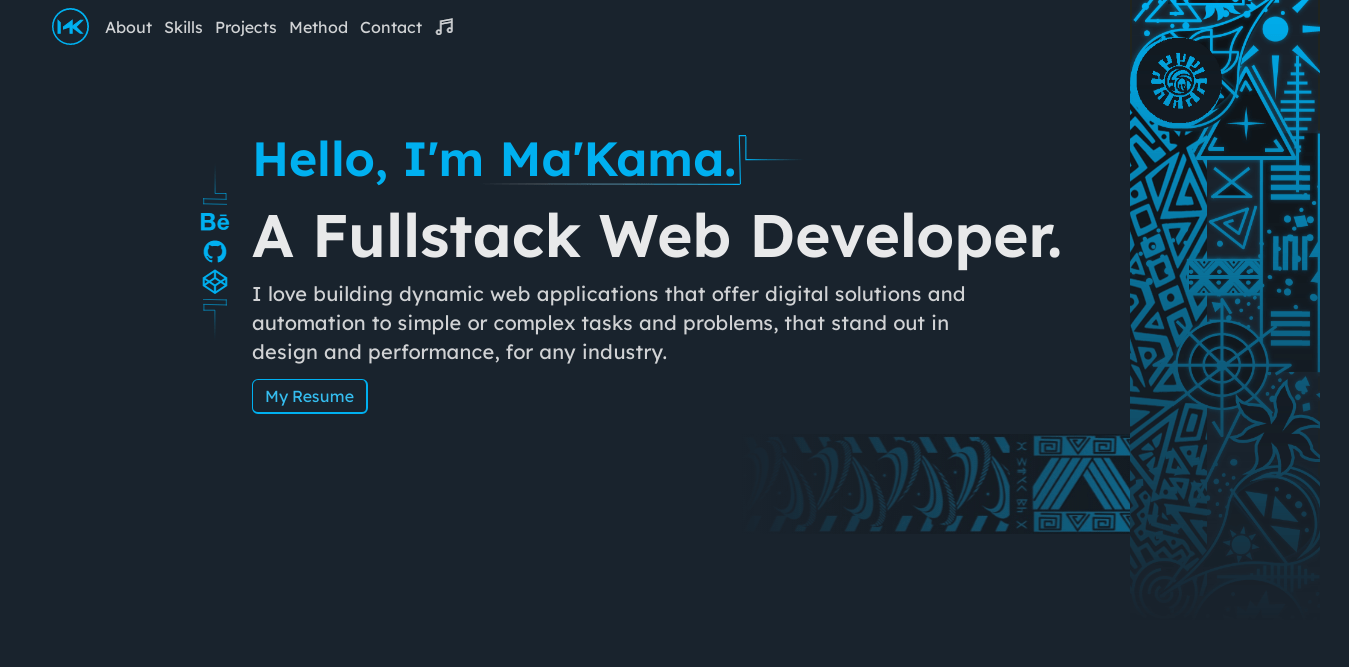 About Skills Projects Method Contact
Hello, I'm Ma'Kama.
A Fullstack Web Developer.
Bē
I love building dynamic web applications that offer digital solutions and
automation to simple or complex tasks and problems, that stand out in
design and performance, for any industry.
My Resume